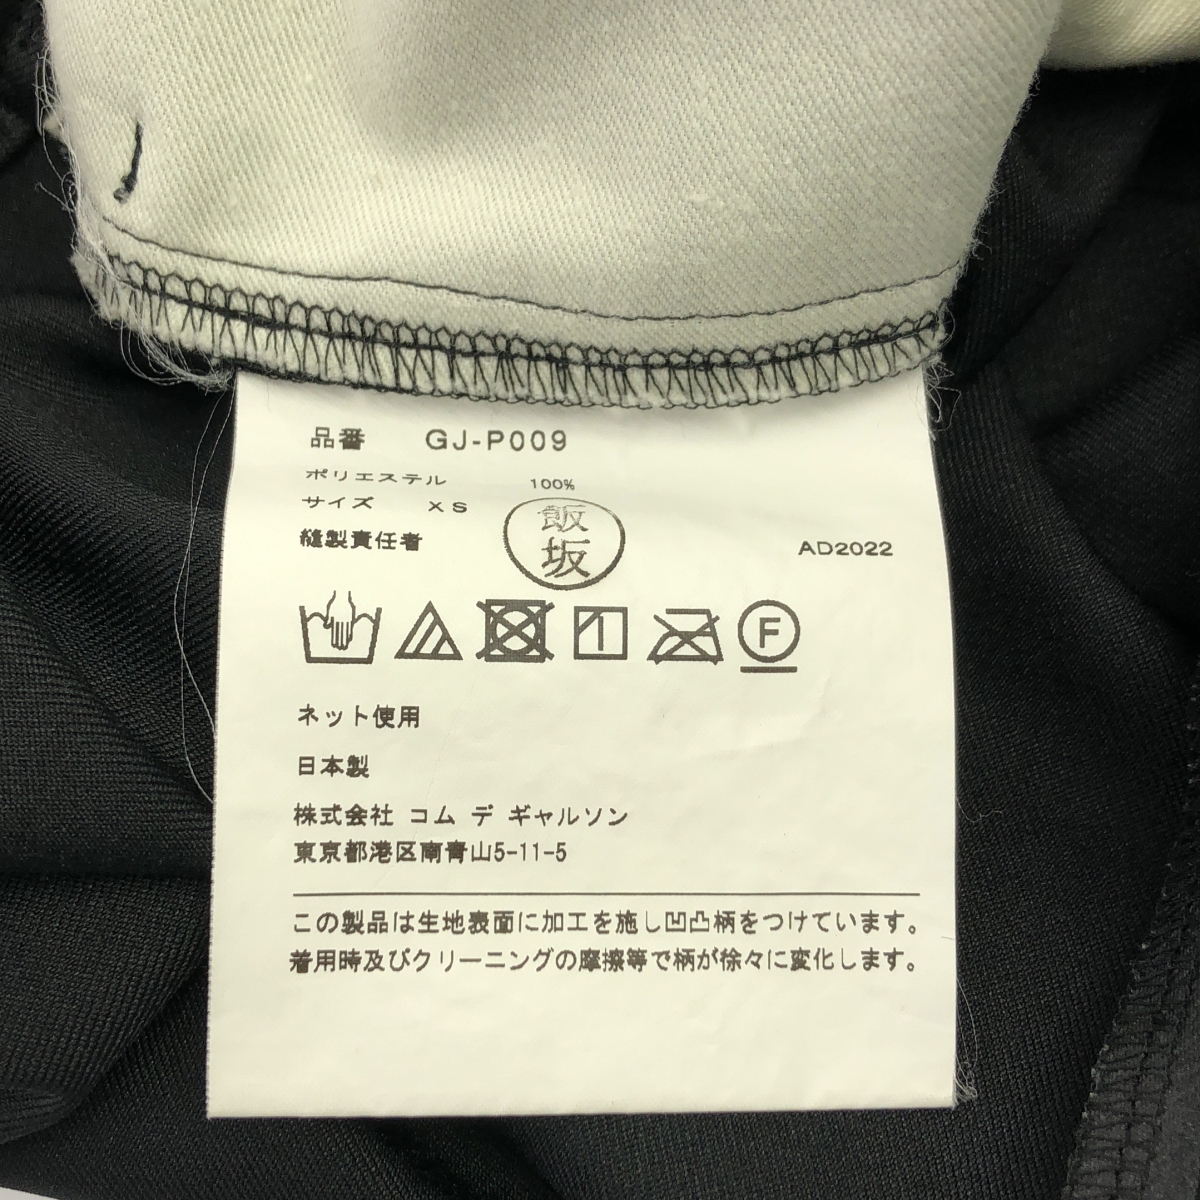 品番 GJ-P009
ポリエステル 100%
サイズ XS
縫製責任者 飯坂 AD2022
F
ネット使用
日本製
株式会社 コム デ ギャルソン
東京都港区南青山5-11-5
この製品は生地表面に加工を施し凹凸柄をつけています。
着用時及びクリーニングの摩擦等で柄が徐々に変化します。